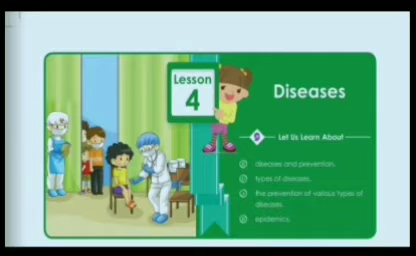 Lesson
4
Diseases
Let Us Learn About
diseases and prevention.
types of diseases.
the prevention of various types of
diseases.
epidemics.